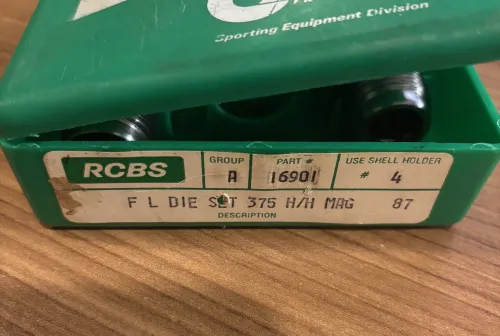 Sporting Equipment Division
RCBS
GROUP
A
PART #
16901
USE SHELL HOLDER
# 4
F L DIE SET 375 H/H MAG 87
DESCRIPTION